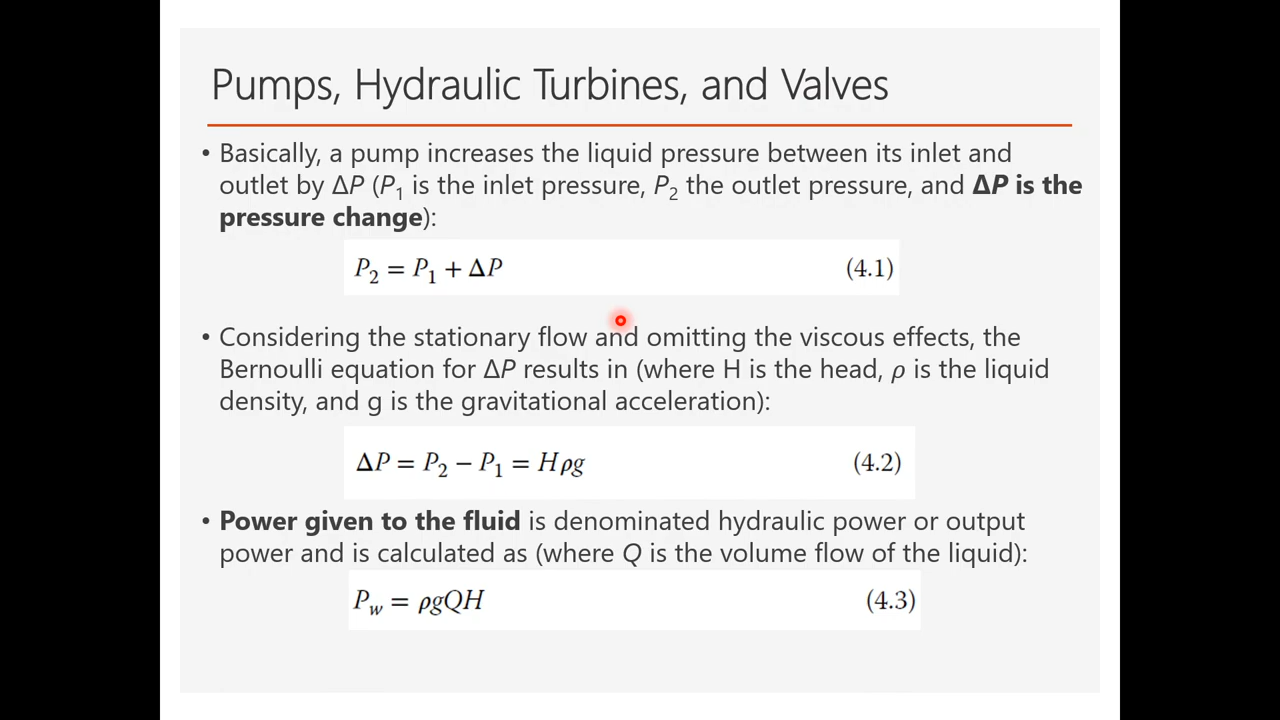 Pumps, Hydraulic Turbines, and Valves
• Basically, a pump increases the liquid pressure between its inlet and
outlet by ΔP (P₁ is the inlet pressure, P₂ the outlet pressure, and ΔP is the
pressure change):
P₂ = P₁ + ΔP (4.1)
• Considering the stationary flow and omitting the viscous effects, the
Bernoulli equation for ΔP results in (where H is the head, ρ is the liquid
density, and g is the gravitational acceleration):
ΔP = P₂ − P₁ = Hρg (4.2)
• Power given to the fluid is denominated hydraulic power or output
power and is calculated as (where Q is the volume flow of the liquid):
P_w = ρgQH (4.3)